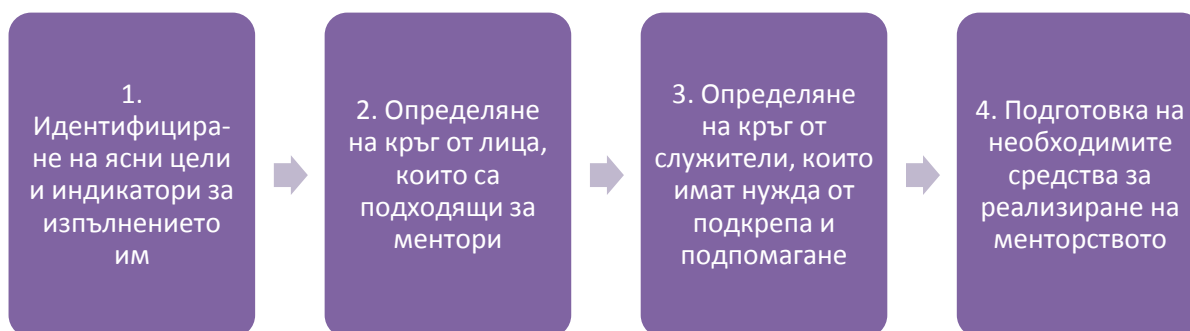 1.
Идентифицира-
не на ясни цели
и индикатори за
изпълнението
им
2. Определяне
на кръг от лица,
които са
подходящи за
ментори
3. Определяне
на кръг от
служители, които
имат нужда от
подкрепа и
подпомагане
4. Подготовка на
необходимите
средства за
реализиране на
менторството